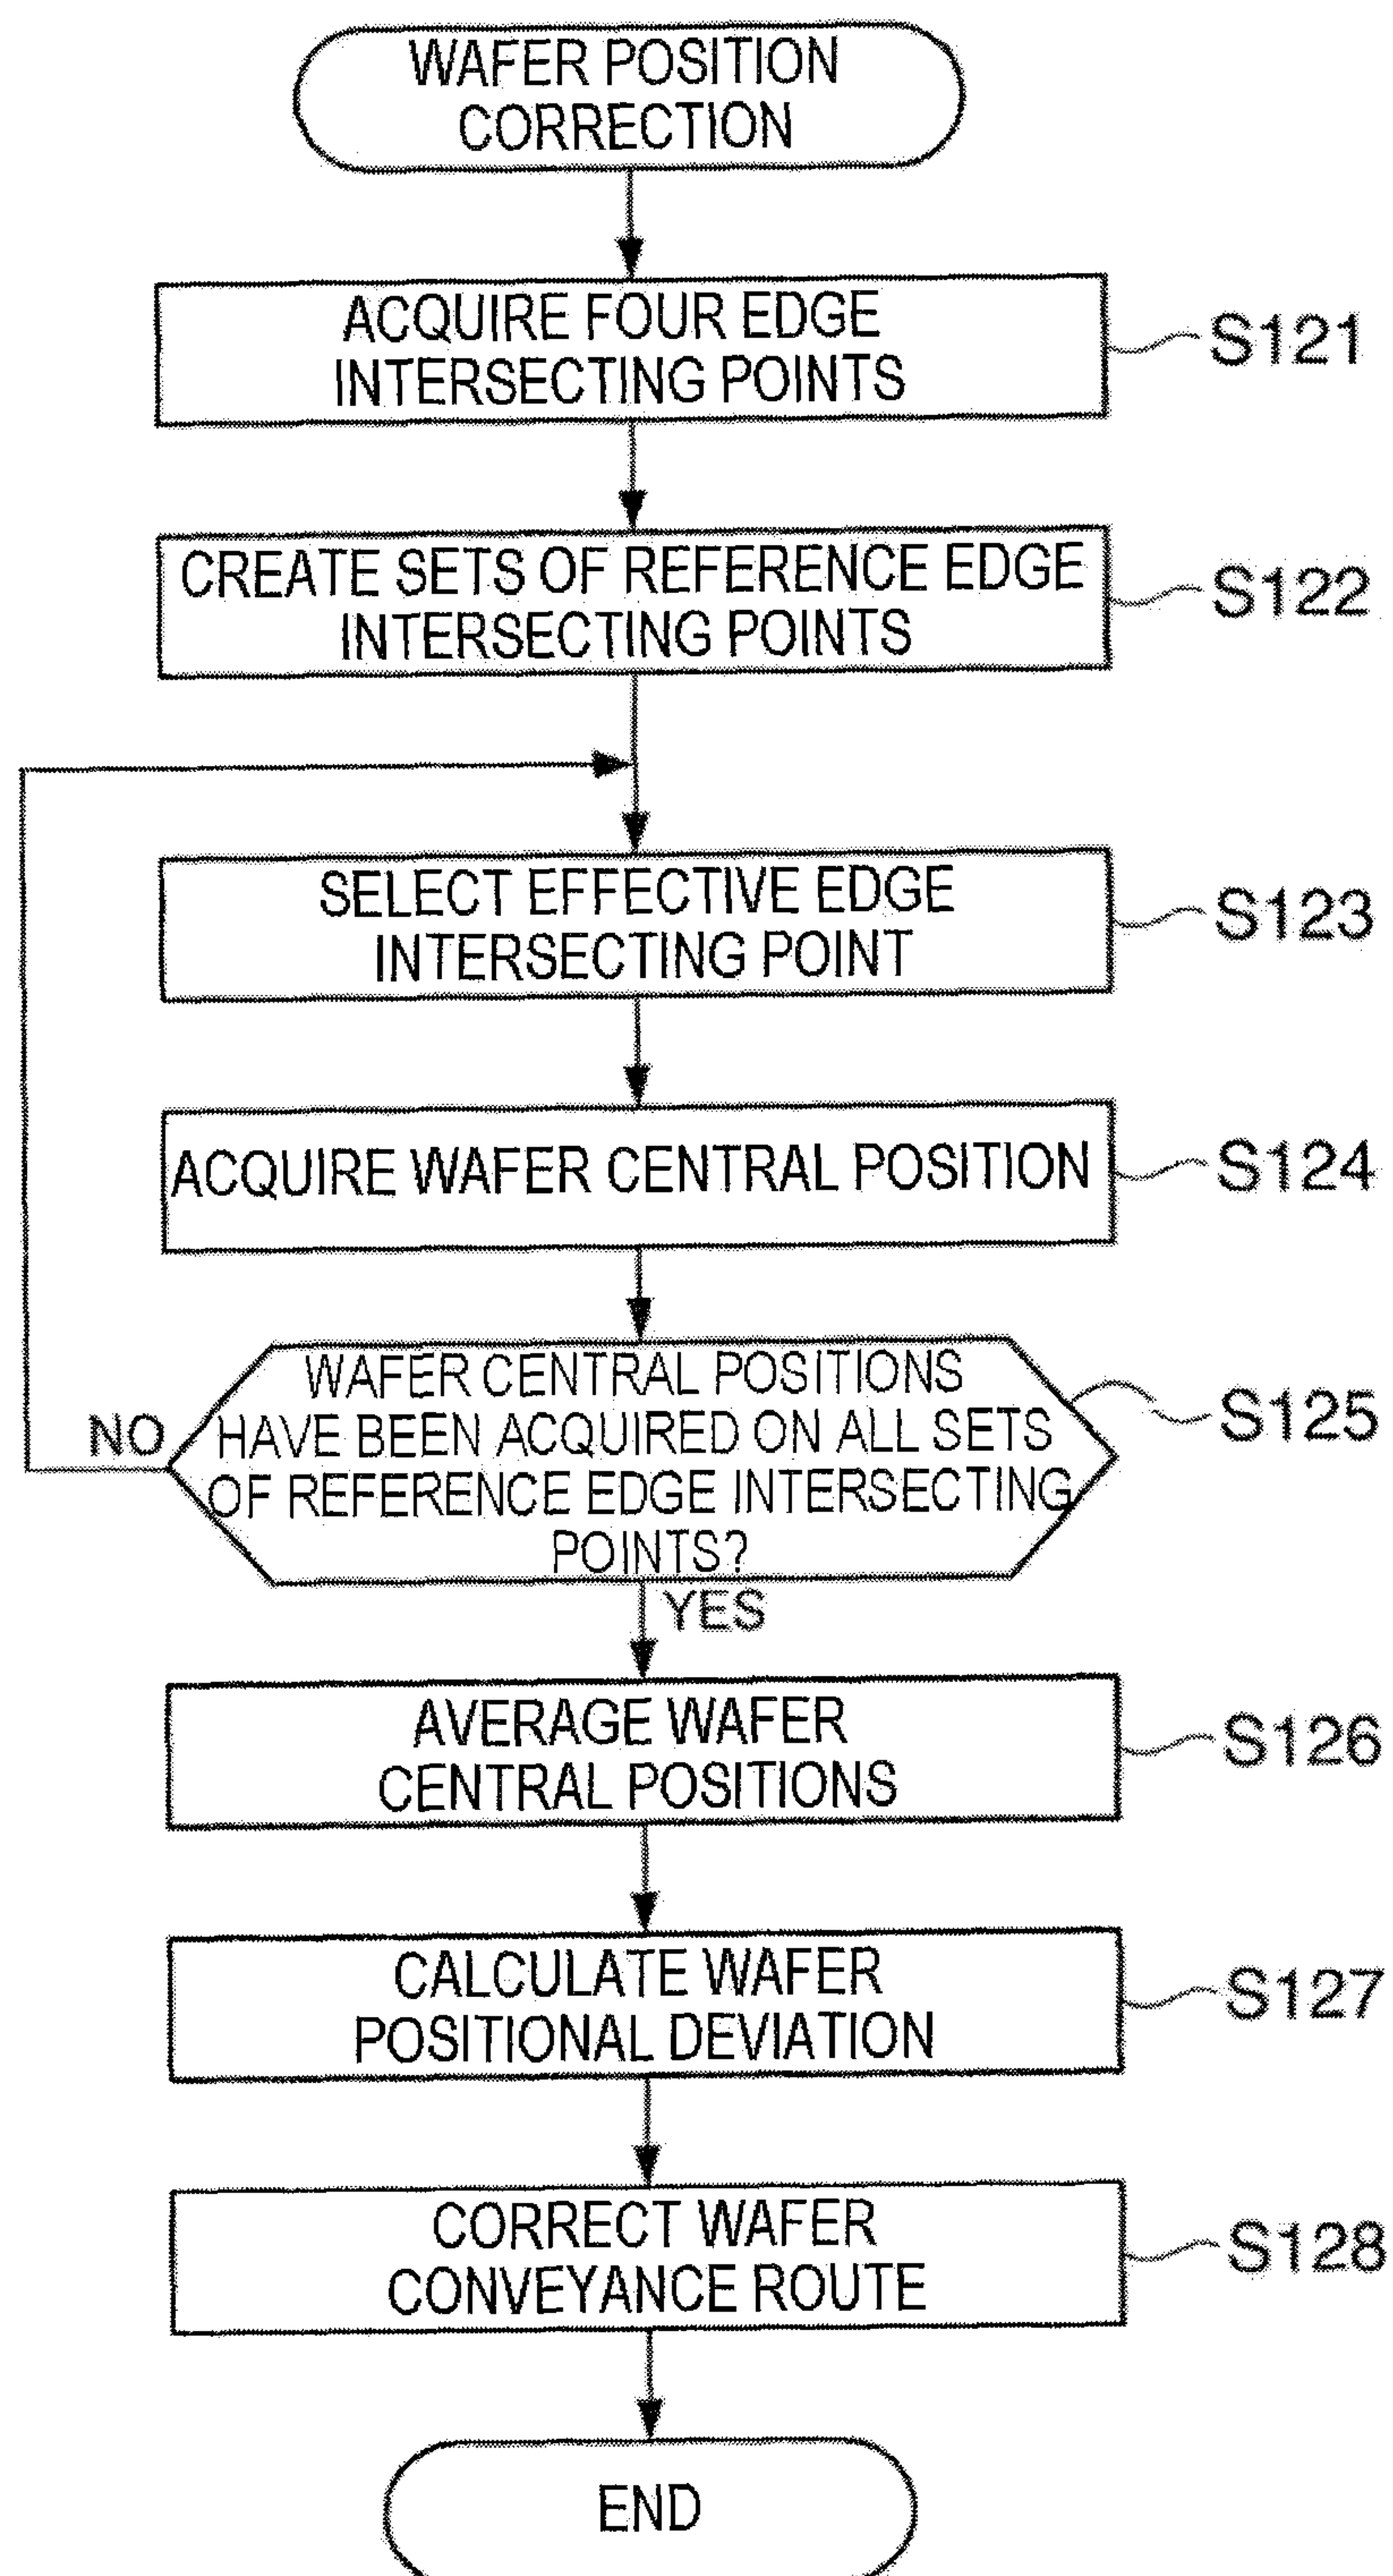 WAFER POSITION
CORRECTION
ACQUIRE FOUR EDGE
INTERSECTING POINTS
S121
CREATE SETS OF REFERENCE EDGE
INTERSECTING POINTS
S122
SELECT EFFECTIVE EDGE
INTERSECTING POINT
S123
ACQUIRE WAFER CENTRAL POSITION
S124
WAFER CENTRAL POSITIONS
HAVE BEEN ACQUIRED ON ALL SETS
OF REFERENCE EDGE INTERSECTING
POINTS?
S125
NO
YES
AVERAGE WAFER
CENTRAL POSITIONS
S126
CALCULATE WAFER
POSITIONAL DEVIATION
S127
CORRECT WAFER
CONVEYANCE ROUTE
S128
END